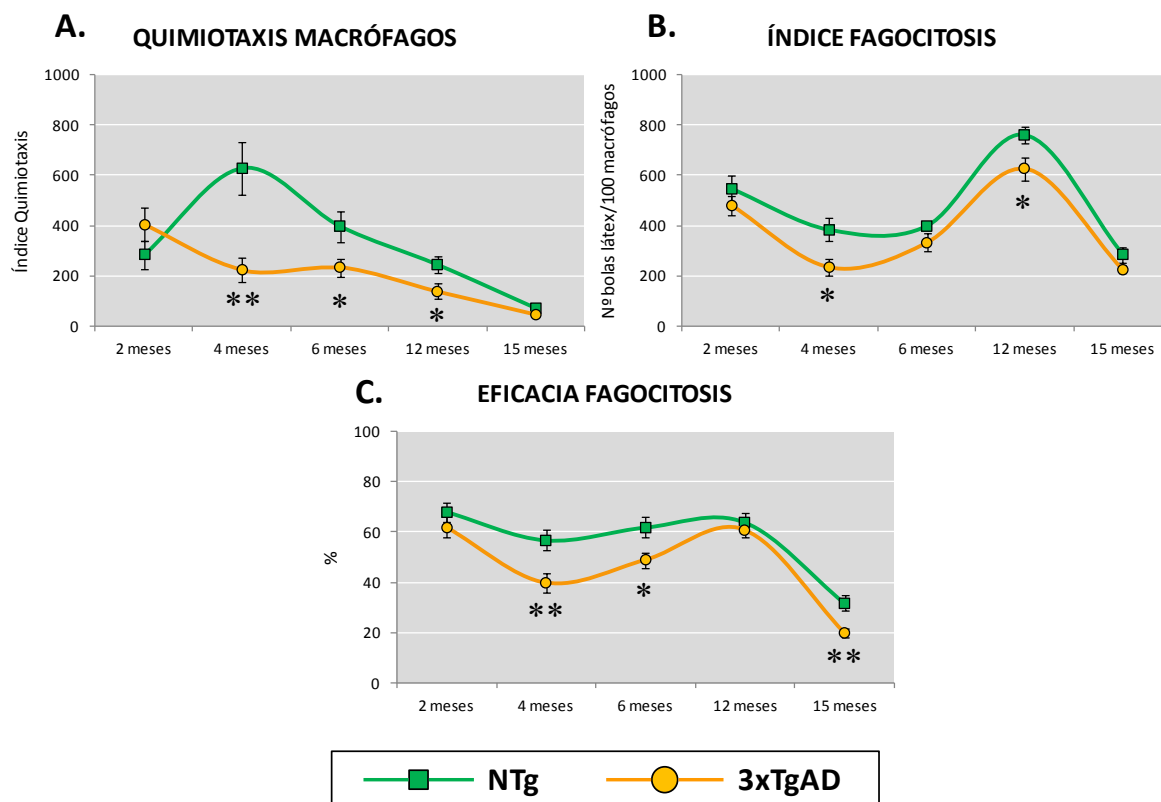 A.
QUIMIOTAXIS MACRÓFAGOS
Índice Quimiotaxis
1000
800
600
400
200
0
** * *
2 meses 4 meses 6 meses 12 meses 15 meses
B.
ÍNDICE FAGOCITOSIS
Nº bolas látex/100 macrófagos
1000
800
600
400
200
0
* *
2 meses 4 meses 6 meses 12 meses 15 meses
C.
EFICACIA FAGOCITOSIS
%
100
80
60
40
20
0
** * **
2 meses 4 meses 6 meses 12 meses 15 meses
NTg 3xTgAD